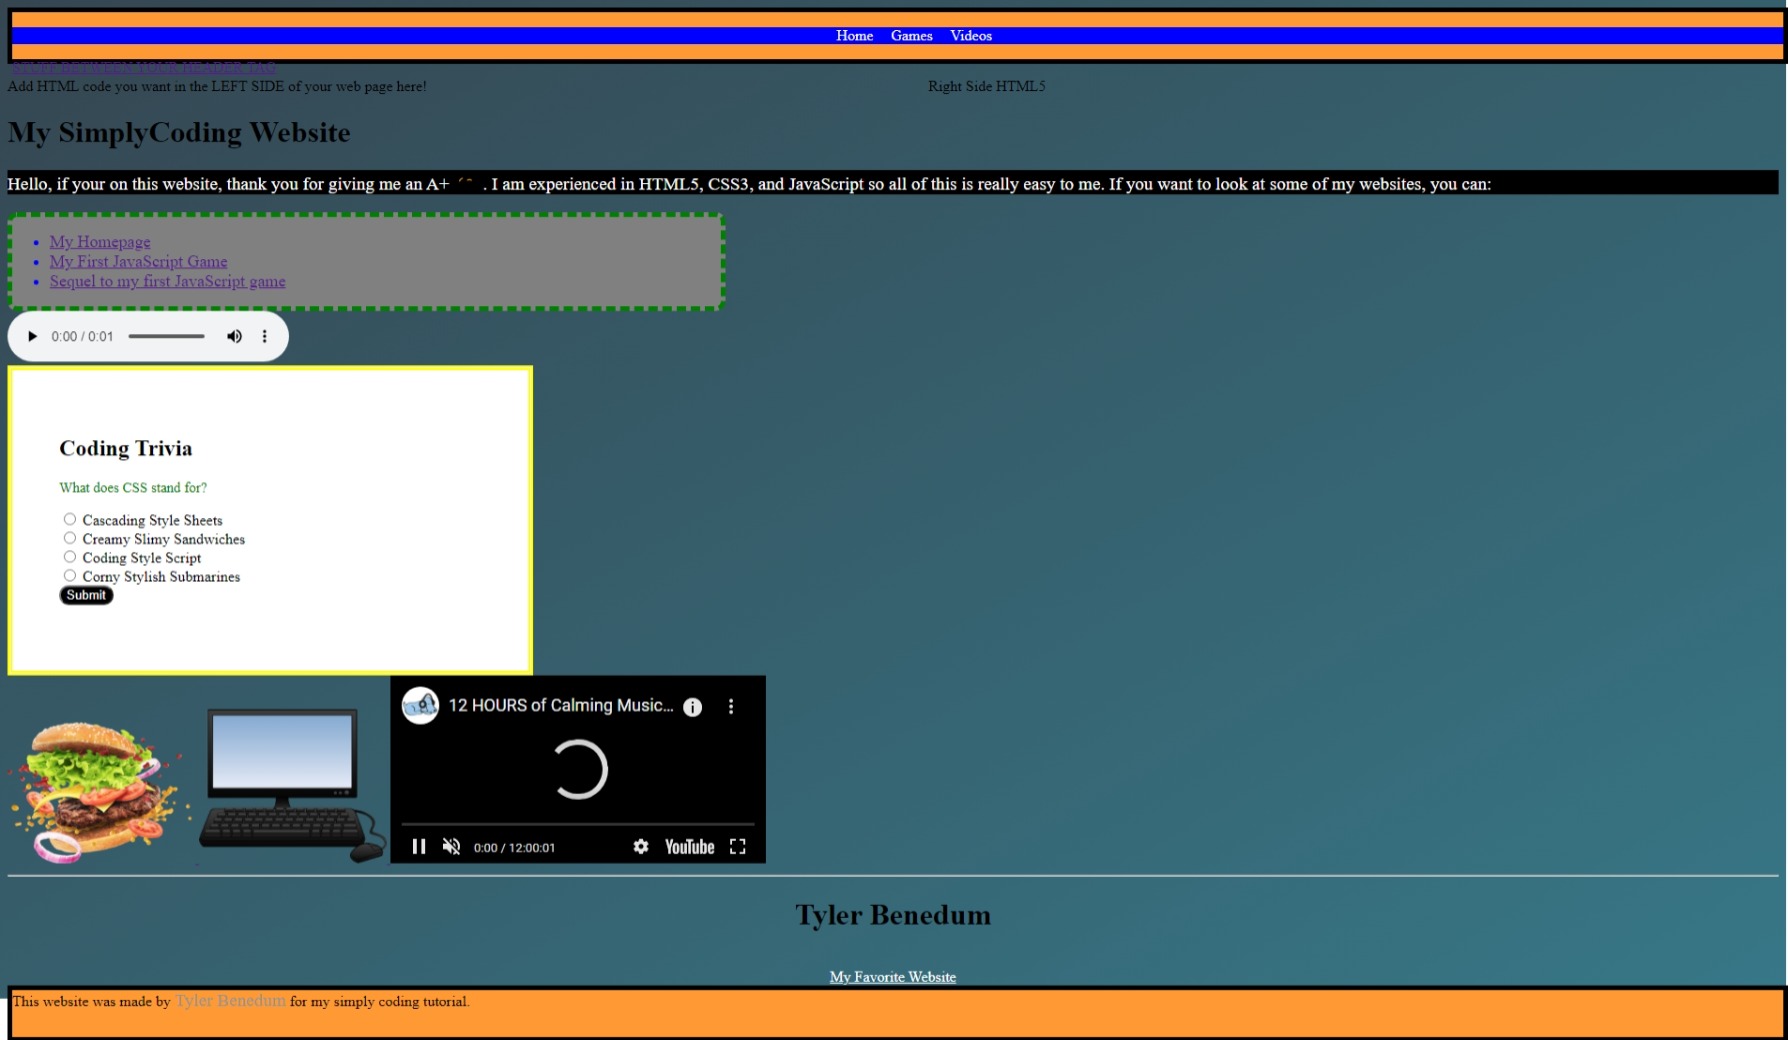 Home Games Videos
STUFF BETWEEN YOUR HEADER TAG
Add HTML code you want in the LEFT SIDE of your web page here!
Right Side HTML5
My SimplyCoding Website
Hello, if your on this website, thank you for giving me an A+ . I am experienced in HTML5, CSS3, and JavaScript so all of this is really easy to me. If you want to look at some of my websites, you can:
My Homepage
My First JavaScript Game
Sequel to my first JavaScript game
0:00 / 0:01
Coding Trivia
What does CSS stand for?
Cascading Style Sheets
Creamy Slimy Sandwiches
Coding Style Script
Corny Stylish Submarines
Submit
12 HOURS of Calming Music...
0:00 / 12:00:01 YouTube
Tyler Benedum
My Favorite Website
This website was made by Tyler Benedum for my simply coding tutorial.